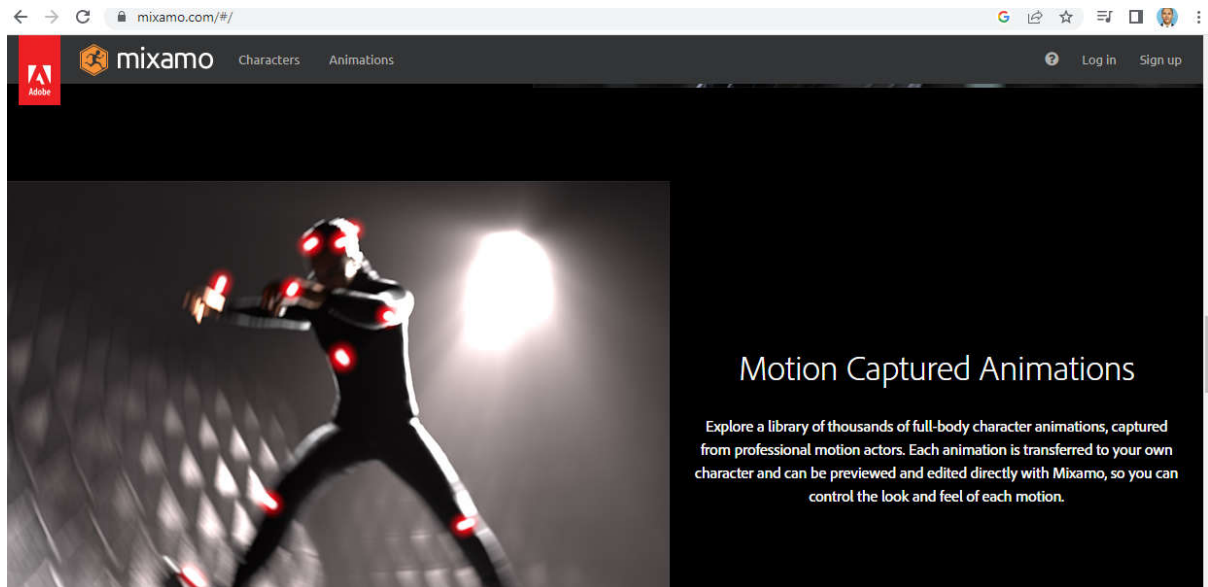 mixamo.com/#/
Adobe
mixamo Characters Animations Log in Sign up
Motion Captured Animations
Explore a library of thousands of full-body character animations, captured
from professional motion actors. Each animation is transferred to your own
character and can be previewed and edited directly with Mixamo, so you can
control the look and feel of each motion.